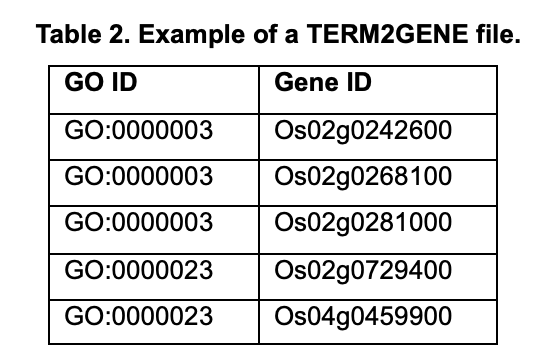 Table 2. Example of a TERM2GENE file.
GO ID Gene ID
GO:0000003 Os02g0242600
GO:0000003 Os02g0268100
GO:0000003 Os02g0281000
GO:0000023 Os02g0729400
GO:0000023 Os04g0459900